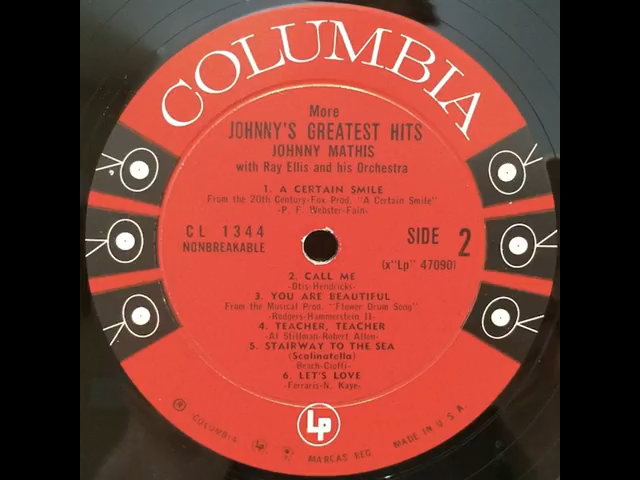 COLUMBIA
More
JOHNNY'S GREATEST HITS
JOHNNY MATHIS
with Ray Ellis and his Orchestra
1. A CERTAIN SMILE
From the 20th Century-Fox Prod. "A Certain Smile"
-P. F. Webster-Fain-
CL 1344
NONBREAKABLE
SIDE 2
(x"Lp" 47090)
2. CALL ME
-Otis-Hendricks-
3. YOU ARE BEAUTIFUL
From the Musical Prod. "Flower Drum Song"
-Rodgers-Hammerstein II-
4. TEACHER, TEACHER
-Al Stillman-Robert Allen-
5. STAIRWAY TO THE SEA
(Scalinatella)
Beach-Cioffi-
6. LET'S LOVE
-Ferraris-N. Kaye-
Lp
COLUMBIA Lp MARCAS REG. MADE IN U.S.A.